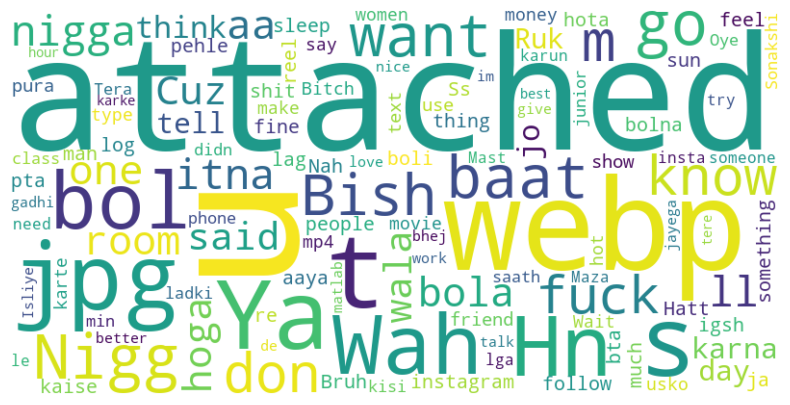 nigga
think
aa
sleep
women
want
money
m
hota
Ruk
go
feel
hour
pehle
say
karun
Oye
Sonakshi
attached
pura
Tera
karke
Cuz
shit
reel
Bitch
nice
im
sun
type
tell
make
fine
text
Ss
use
best
give
junior
try
log
didn
thing
jo
bolna
class
man
one
lag
Nah
love
boli
Mast
show
insta
someone
pta
gadhi
bol
itna
Bish
baat
know
need
room
phone
u
people
movie
webp
hot
jayega
tere
something
said
mp4
t
bhej
wala
work
jpg
Isliye
karte
ladki
aaya
matlab
bola
saath
Maza
fuck
ll
min
better
Ya
re
friend
Wait
Hatt
igsh
Nigg
hoga
Wah
talk
Hn
bta
s
karna
le
kaise
don
de
Bruh
kisi
instagram
lga
follow
much
usko
day
ja